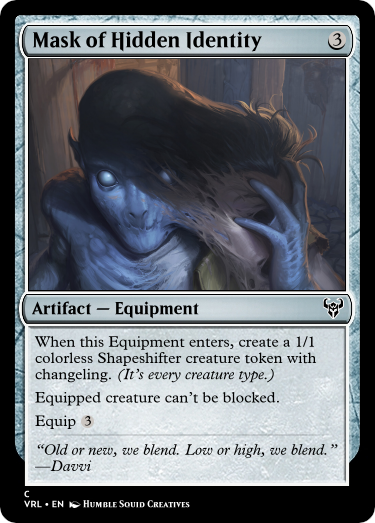 Mask of Hidden Identity 3
Artifact — Equipment
When this Equipment enters, create a 1/1
colorless Shapeshifter creature token with
changeling. (It's every creature type.)
Equipped creature can't be blocked.
Equip 3
“Old or new, we blend. Low or high, we blend.”
—Davvi
C
VRL • EN Humble Squid Creatives